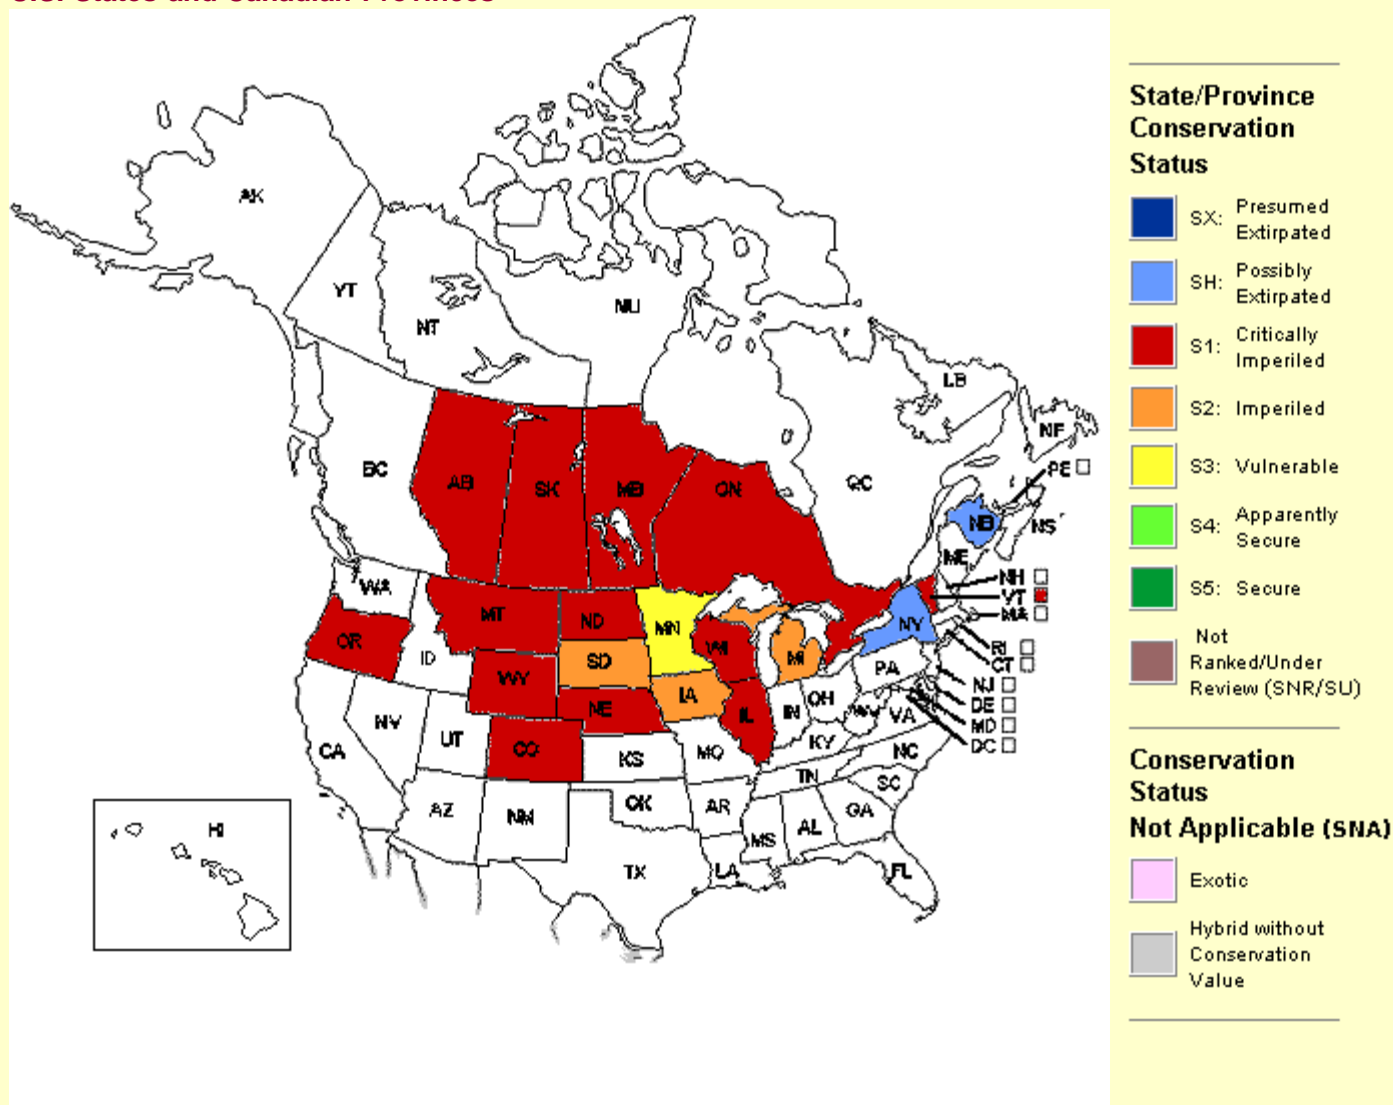 U.S. States and Canadian Provinces
AK
YT
NT
NU
BC
AB
SK
MB
ON
QC
LB
NF
PE
NB
NS
ME
NH
VT
MA
RI
CT
NJ
DE
MD
DC
WA
OR
ID
MT
ND
MN
WI
MI
NY
PA
SD
WY
NE
IA
IL
IN
OH
WV
VA
CA
NV
UT
CO
KS
MO
KY
NC
TN
SC
AZ
NM
OK
AR
MS
AL
GA
TX
LA
FL
HI
State/Province
Conservation
Status
SX: Presumed
Extirpated
SH: Possibly
Extirpated
S1: Critically
Imperiled
S2: Imperiled
S3: Vulnerable
S4: Apparently
Secure
S5: Secure
Not
Ranked/Under
Review (SNR/SU)
Conservation
Status
Not Applicable (SNA)
Exotic
Hybrid without
Conservation
Value